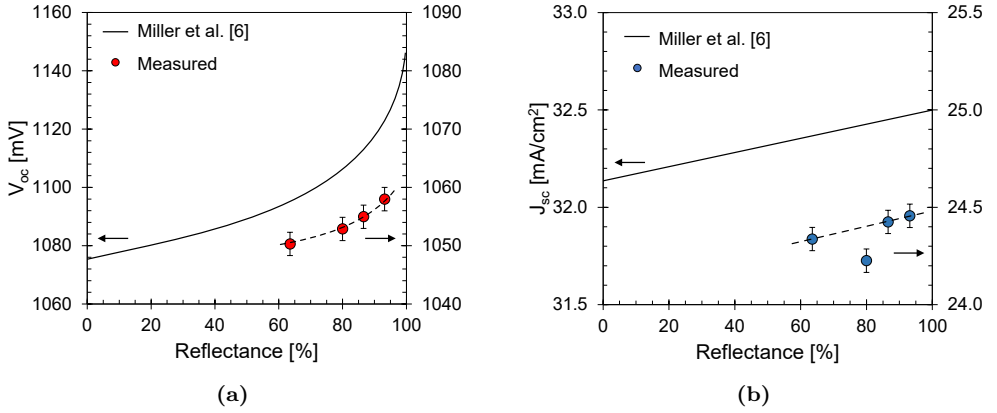 1160
1140
1120
1100
1080
1060
V_oc [mV]
Miller et al. [6]
Measured
1090
1080
1070
1060
1050
1040
0 20 40 60 80 100
Reflectance [%]
(a)
33.0
32.5
32.0
31.5
J_sc [mA/cm²]
Miller et al. [6]
Measured
25.5
25.0
24.5
24.0
0 20 40 60 80 100
Reflectance [%]
(b)